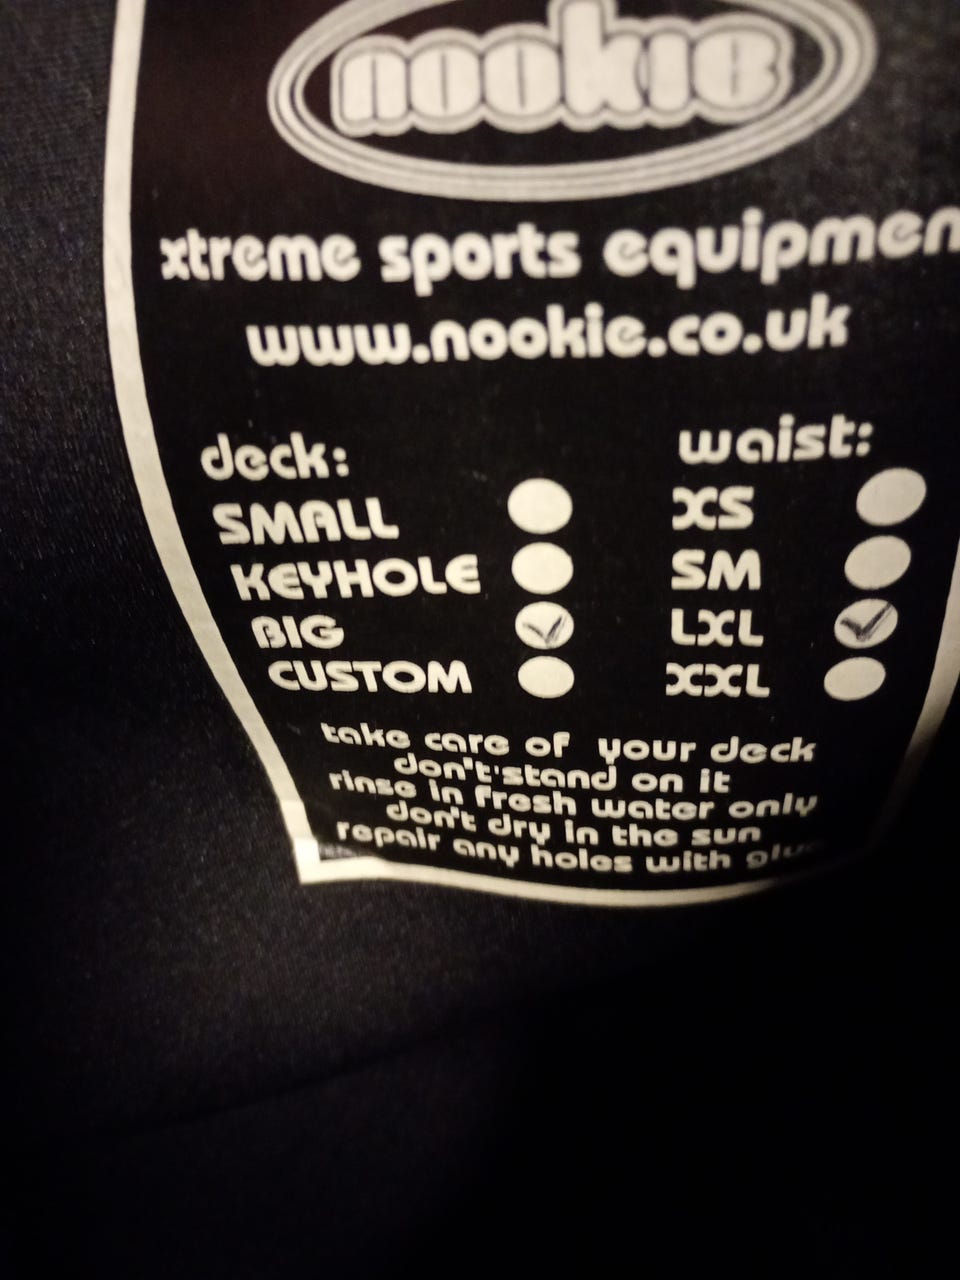 nookie
xtreme sports equipmen
www.nookie.co.uk
deck: waist:
SMALL XS
KEYHOLE SM
BIG LXL
CUSTOM XXL
take care of your deck
don't stand on it
rinse in fresh water only
don't dry in the sun
repair any holes with glue